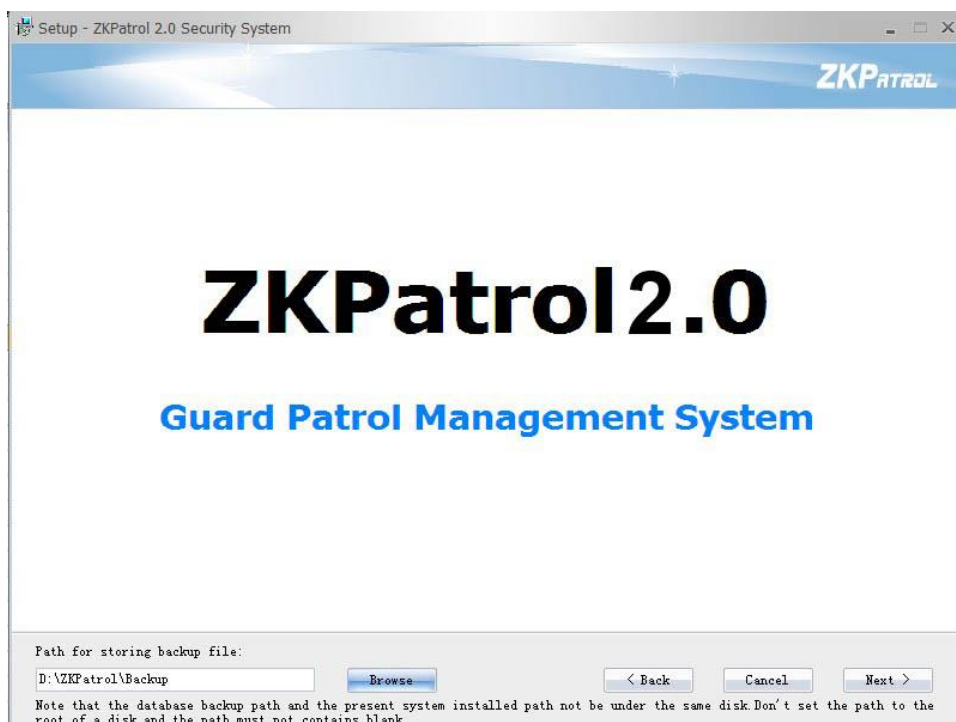 Setup - ZKPatrol 2.0 Security System
ZKPATROL
ZKPatrol2.0
Guard Patrol Management System
Path for storing backup file:
D:\ZKPatrol\Backup
Browse
< Back
Cancel
Next >
Note that the database backup path and the present system installed path not be under the same disk.Don't set the path to the
root of a disk and the path must not contains blank